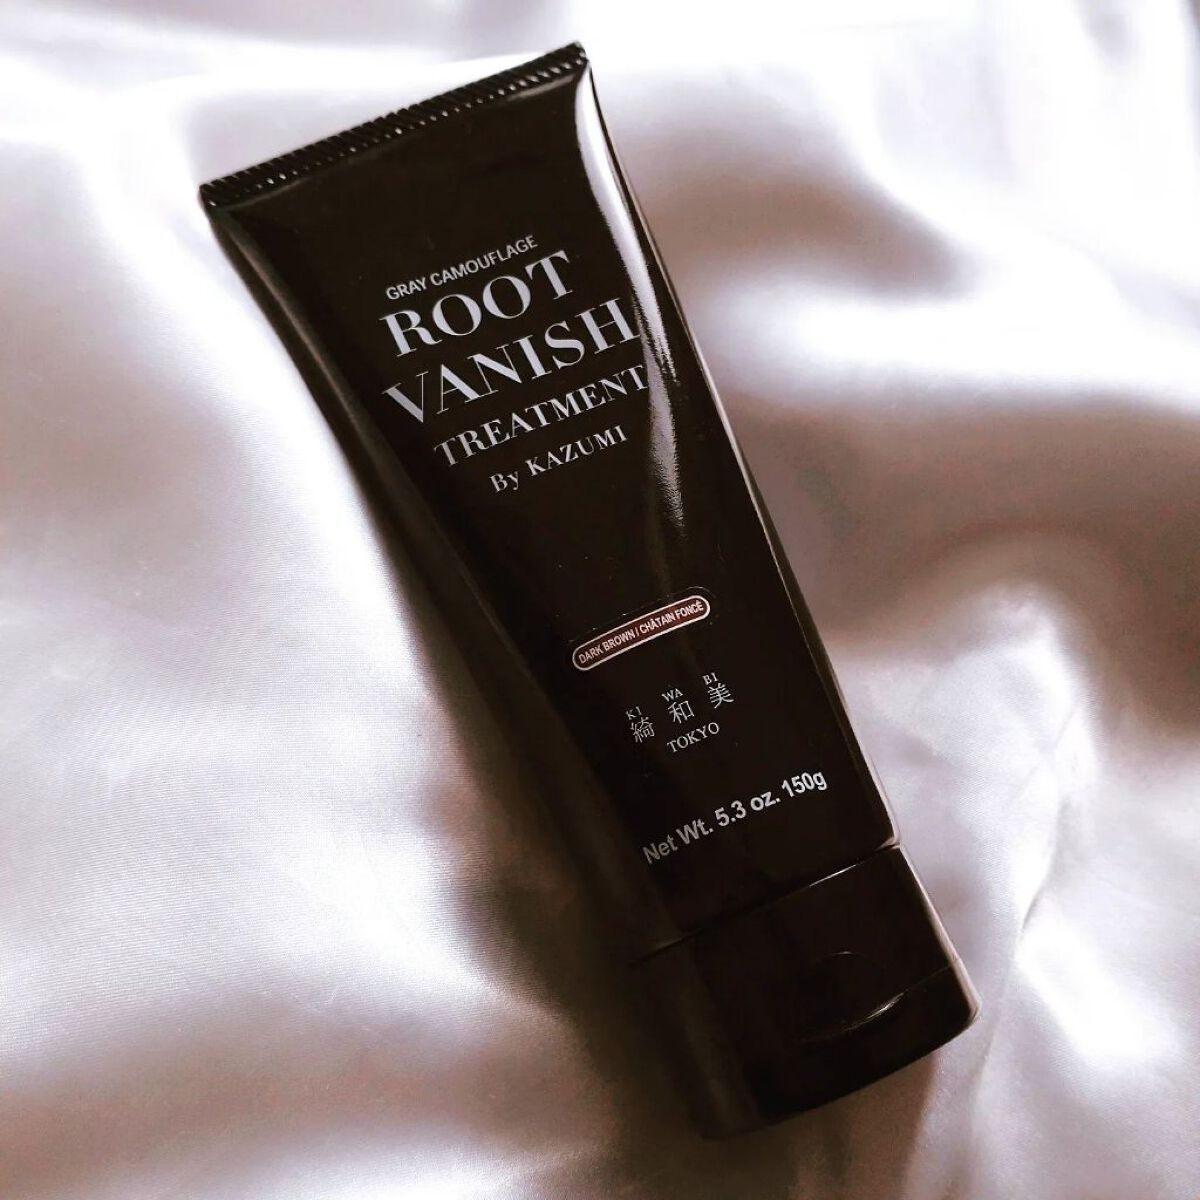 GRAY CAMOUFLAGE
ROOT
VANISH
TREATMENT
By KAZUMI
DARK BROWN / CHÂTAIN FONCÉ
KI WA BI
綺和美
TOKYO
Net Wt. 5.3 oz. 150g